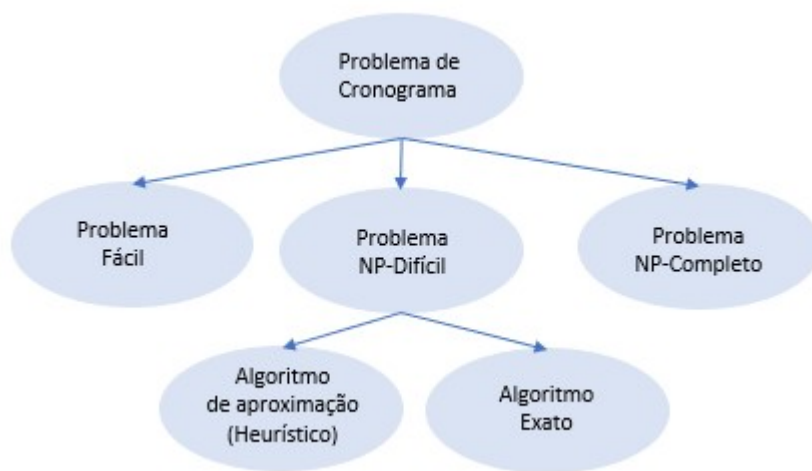 Problema de
Cronograma
Problema
Fácil
Problema
NP-Difícil
Problema
NP-Completo
Algoritmo
de aproximação
(Heurístico)
Algoritmo
Exato